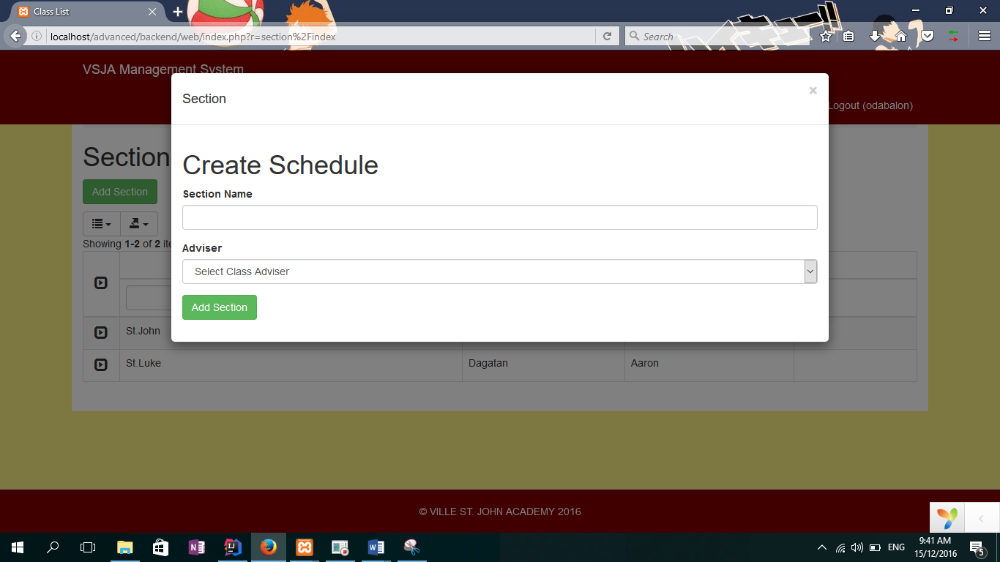 Class List
localhost/advanced/backend/web/index.php?r=section%2Findex
Search
VSJA Management System
Logout (odabalon)
Section
Create Schedule
Section Name
Adviser
Select Class Adviser
Add Section
Section
Add Section
Showing 1-2 of 2 ite
St.John
St.Luke Dagatan Aaron
© VILLE ST. JOHN ACADEMY 2016
ENG
9:41 AM
15/12/2016
5